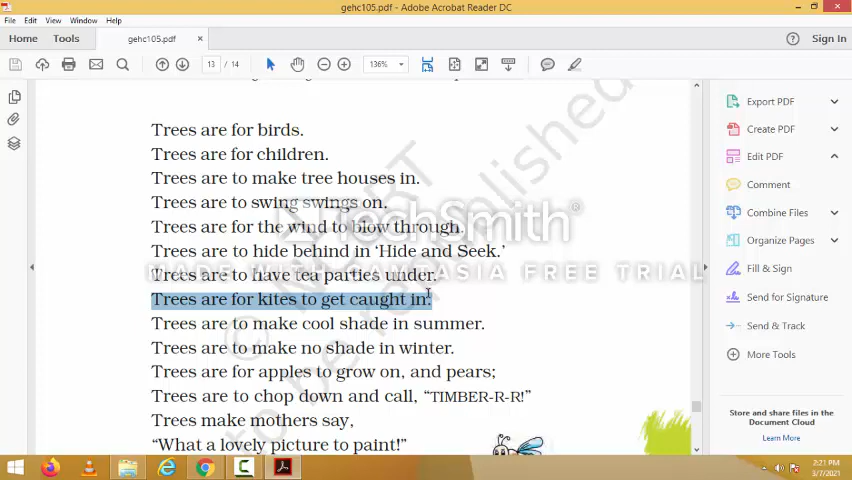 gehc105.pdf - Adobe Acrobat Reader DC
File Edit View Window Help
Home Tools gehc105.pdf × Sign In
13 / 14 136%
Export PDF
Create PDF
Edit PDF
Comment
Combine Files
Organize Pages
Fill & Sign
Send for Signature
Send & Track
More Tools
Store and share files in the
Document Cloud
Learn More
Trees are for birds.
Trees are for children.
Trees are to make tree houses in.
Trees are to swing swings on.
Trees are for the wind to blow through.
Trees are to hide behind in ‘Hide and Seek.’
Trees are to have tea parties under.
Trees are for kites to get caught in.
Trees are to make cool shade in summer.
Trees are to make no shade in winter.
Trees are for apples to grow on, and pears;
Trees are to chop down and call, “TIMBER-R-R!”
Trees make mothers say,
“What a lovely picture to paint!”
© NCERT
to be republished
TechSmith®
MADE WITH CAMTASIA FREE TRIAL
2:21 PM
3/7/2021